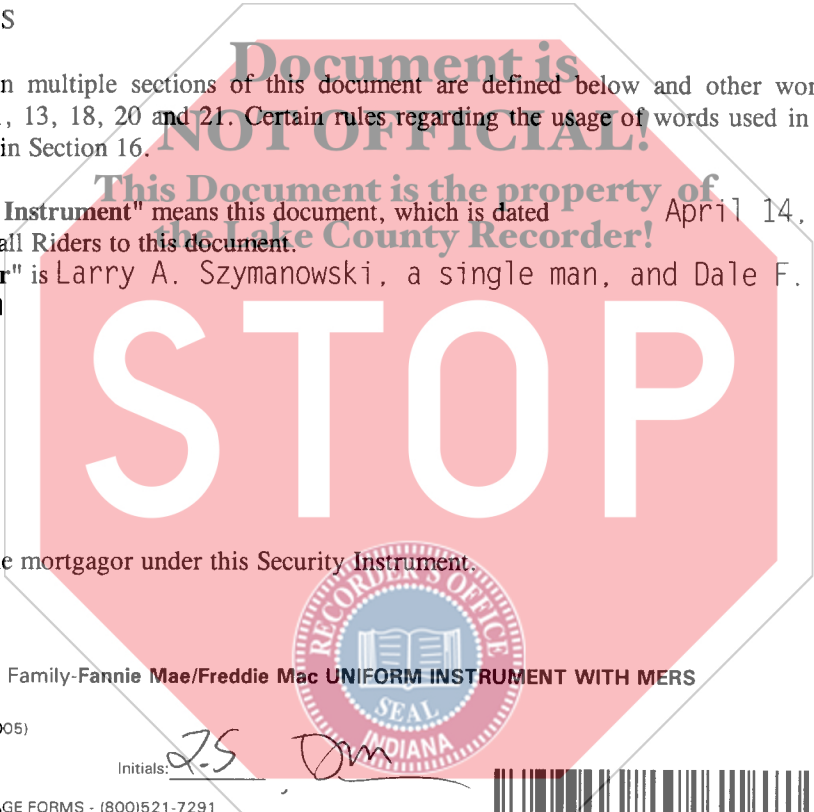 S
Document is
n multiple sections of this document are defined below and other wor
, 13, 18, 20 and 21. Certain rules regarding the usage of words used in
NOT OFFICIAL!
in Section 16.
This Document is the property of
Instrument" means this document, which is dated April 14,
all Riders to this document.
the Lake County Recorder!
r" is Larry A. Szymanowski, a single man, and Dale F.
STOP
e mortgagor under this Security Instrument.
RECORDER'S OFFICE
Family-Fannie Mae/Freddie Mac UNIFORM INSTRUMENT WITH MERS
SEAL
INDIANA
005)
Initials: L.S Dm
GE FORMS - (800)521-7291